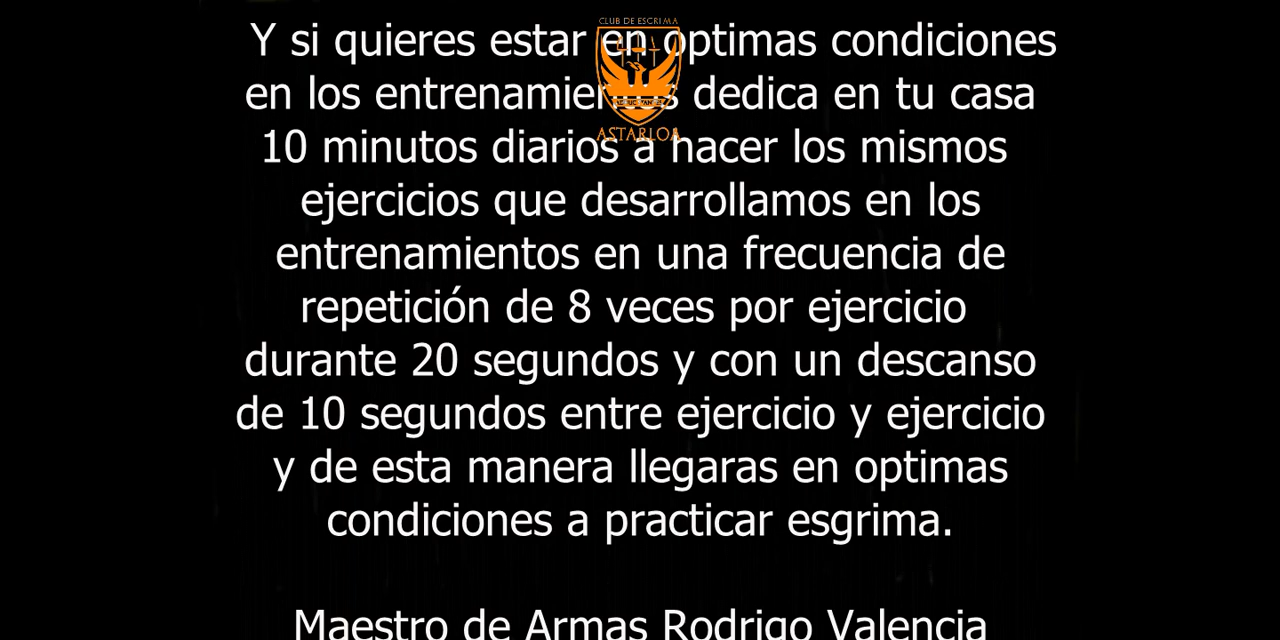 CLUB DE ESCRIMA
Y si quieres estar en optimas condiciones
en los entrenamientos dedica en tu casa
ASTARLOA
10 minutos diarios a hacer los mismos
ejercicios que desarrollamos en los
entrenamientos en una frecuencia de
repetición de 8 veces por ejercicio
durante 20 segundos y con un descanso
de 10 segundos entre ejercicio y ejercicio
y de esta manera llegaras en optimas
condiciones a practicar esgrima.
Maestro de Armas Rodrigo Valencia